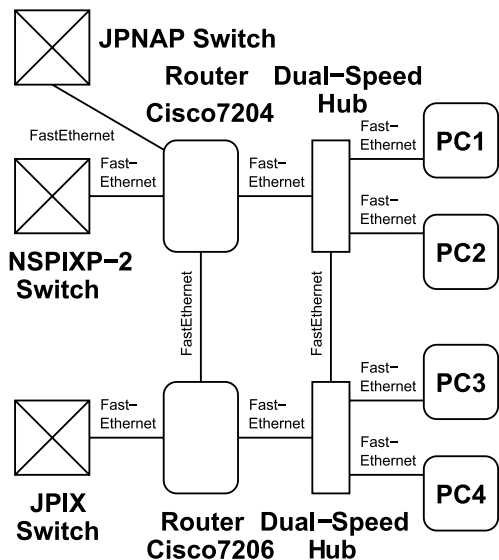 JPNAP Switch
Router
Cisco7204
Dual-Speed
Hub
FastEthernet
Fast-
Ethernet
Fast-
Ethernet
Fast-
Ethernet
PC1
Fast-
Ethernet
PC2
NSPIXP-2
Switch
FastEthernet
FastEthernet
Fast-
Ethernet
PC3
Fast-
Ethernet
Fast-
Ethernet
Fast-
Ethernet
PC4
JPIX
Switch
Router
Cisco7206
Dual-Speed
Hub